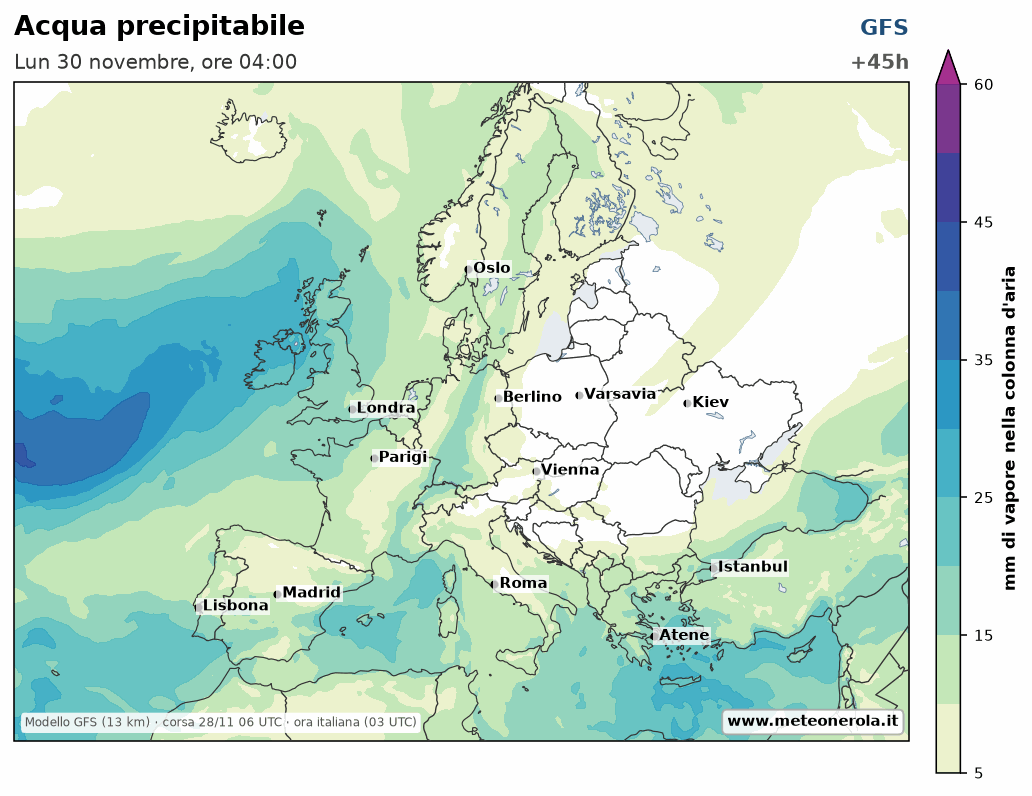 Acqua precipitabile
GFS
Lun 30 novembre, ore 04:00
+45h
60
45
35
25
15
5
mm di vapore nella colonna d'aria
Oslo
Londra
Berlino
Varsavia
Kiev
Parigi
Vienna
Istanbul
Roma
Madrid
Lisbona
Atene
Modello GFS (13 km) · corsa 28/11 06 UTC · ora italiana (03 UTC)
www.meteonerola.it